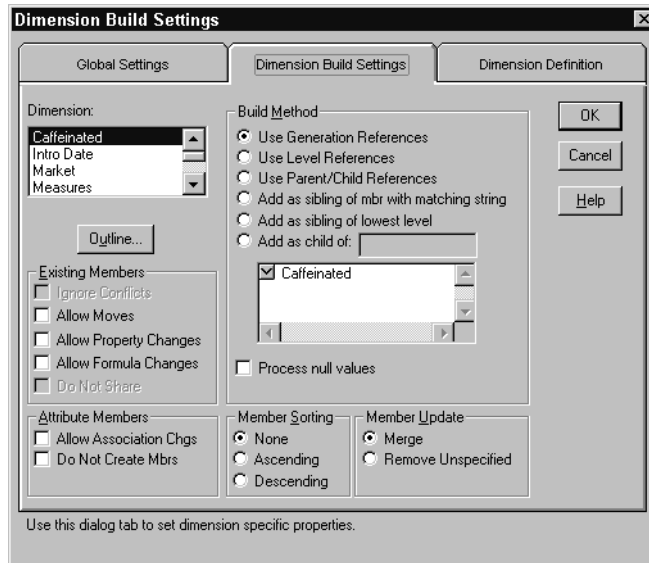 Dimension Build Settings
Global Settings
Dimension Build Settings
Dimension Definition
Dimension:
Caffeinated
Intro Date
Market
Measures
Outline...
Existing Members
Ignore Conflicts
Allow Moves
Allow Property Changes
Allow Formula Changes
Do Not Share
Attribute Members
Allow Association Chgs
Do Not Create Mbrs
Build Method
Use Generation References
Use Level References
Use Parent/Child References
Add as sibling of mbr with matching string
Add as sibling of lowest level
Add as child of:
Caffeinated
Process null values
Member Sorting
None
Ascending
Descending
Member Update
Merge
Remove Unspecified
OK
Cancel
Help
Use this dialog tab to set dimension specific properties.